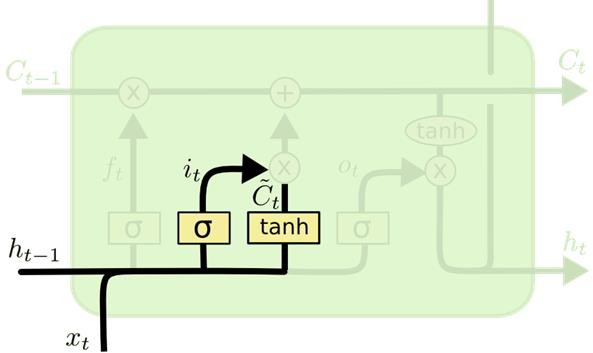 C_{t-1} x + C_t
tanh
f_t i_t x o_t x
C̃_t
σ σ tanh σ
h_{t-1} h_t
x_t